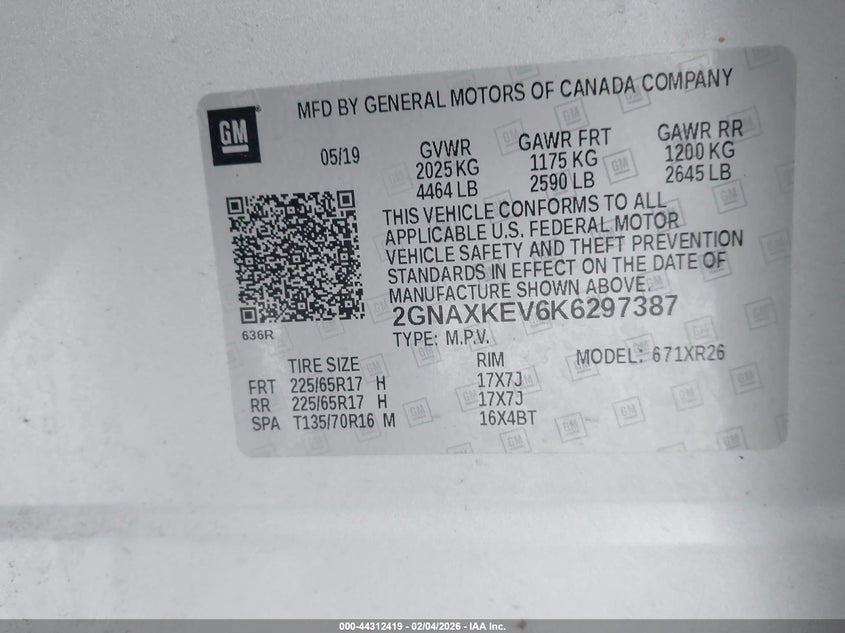 MFD BY GENERAL MOTORS OF CANADA COMPANY
GM
05/19
GVWR GAWR FRT GAWR RR
2025 KG 1175 KG 1200 KG
4464 LB 2590 LB 2645 LB
THIS VEHICLE CONFORMS TO ALL
APPLICABLE U.S. FEDERAL MOTOR
VEHICLE SAFETY AND THEFT PREVENTION
STANDARDS IN EFFECT ON THE DATE OF
MANUFACTURE SHOWN ABOVE.
2GNAXKEV6K6297387
636R
TYPE: M.P.V. MODEL: 671XR26
TIRE SIZE RIM
FRT 225/65R17 H 17X7J
RR 225/65R17 H 17X7J
SPA T135/70R16 M 16X4BT
000-44312419 - 02/04/2026 - IAA Inc.